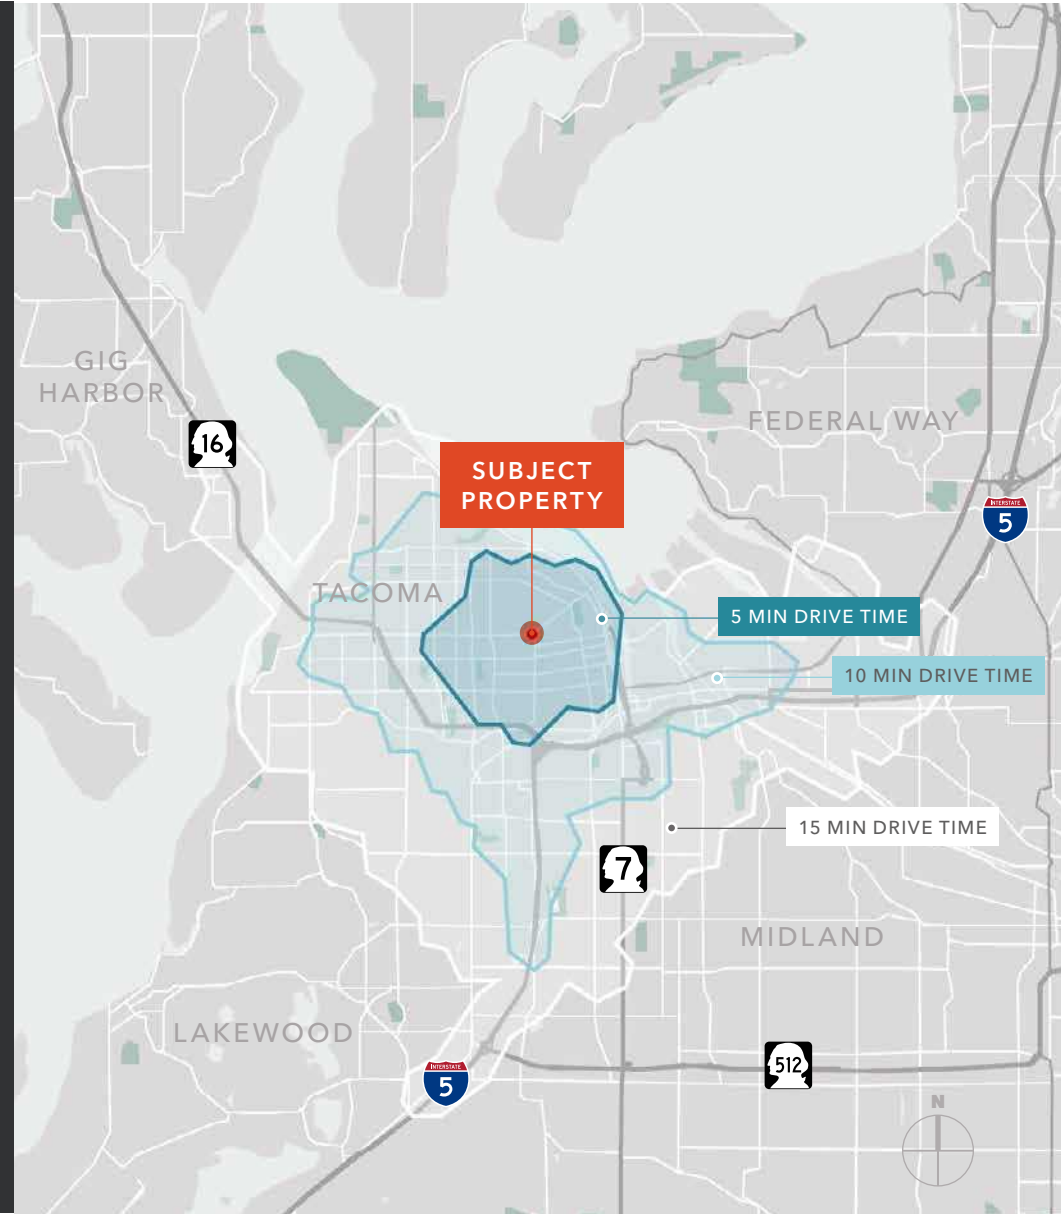 GIG
HARBOR
16
FEDERAL WAY
SUBJECT
PROPERTY
INTERSTATE
5
TACOMA
5 MIN DRIVE TIME
10 MIN DRIVE TIME
15 MIN DRIVE TIME
7
MIDLAND
LAKEWOOD
512
INTERSTATE
5
N